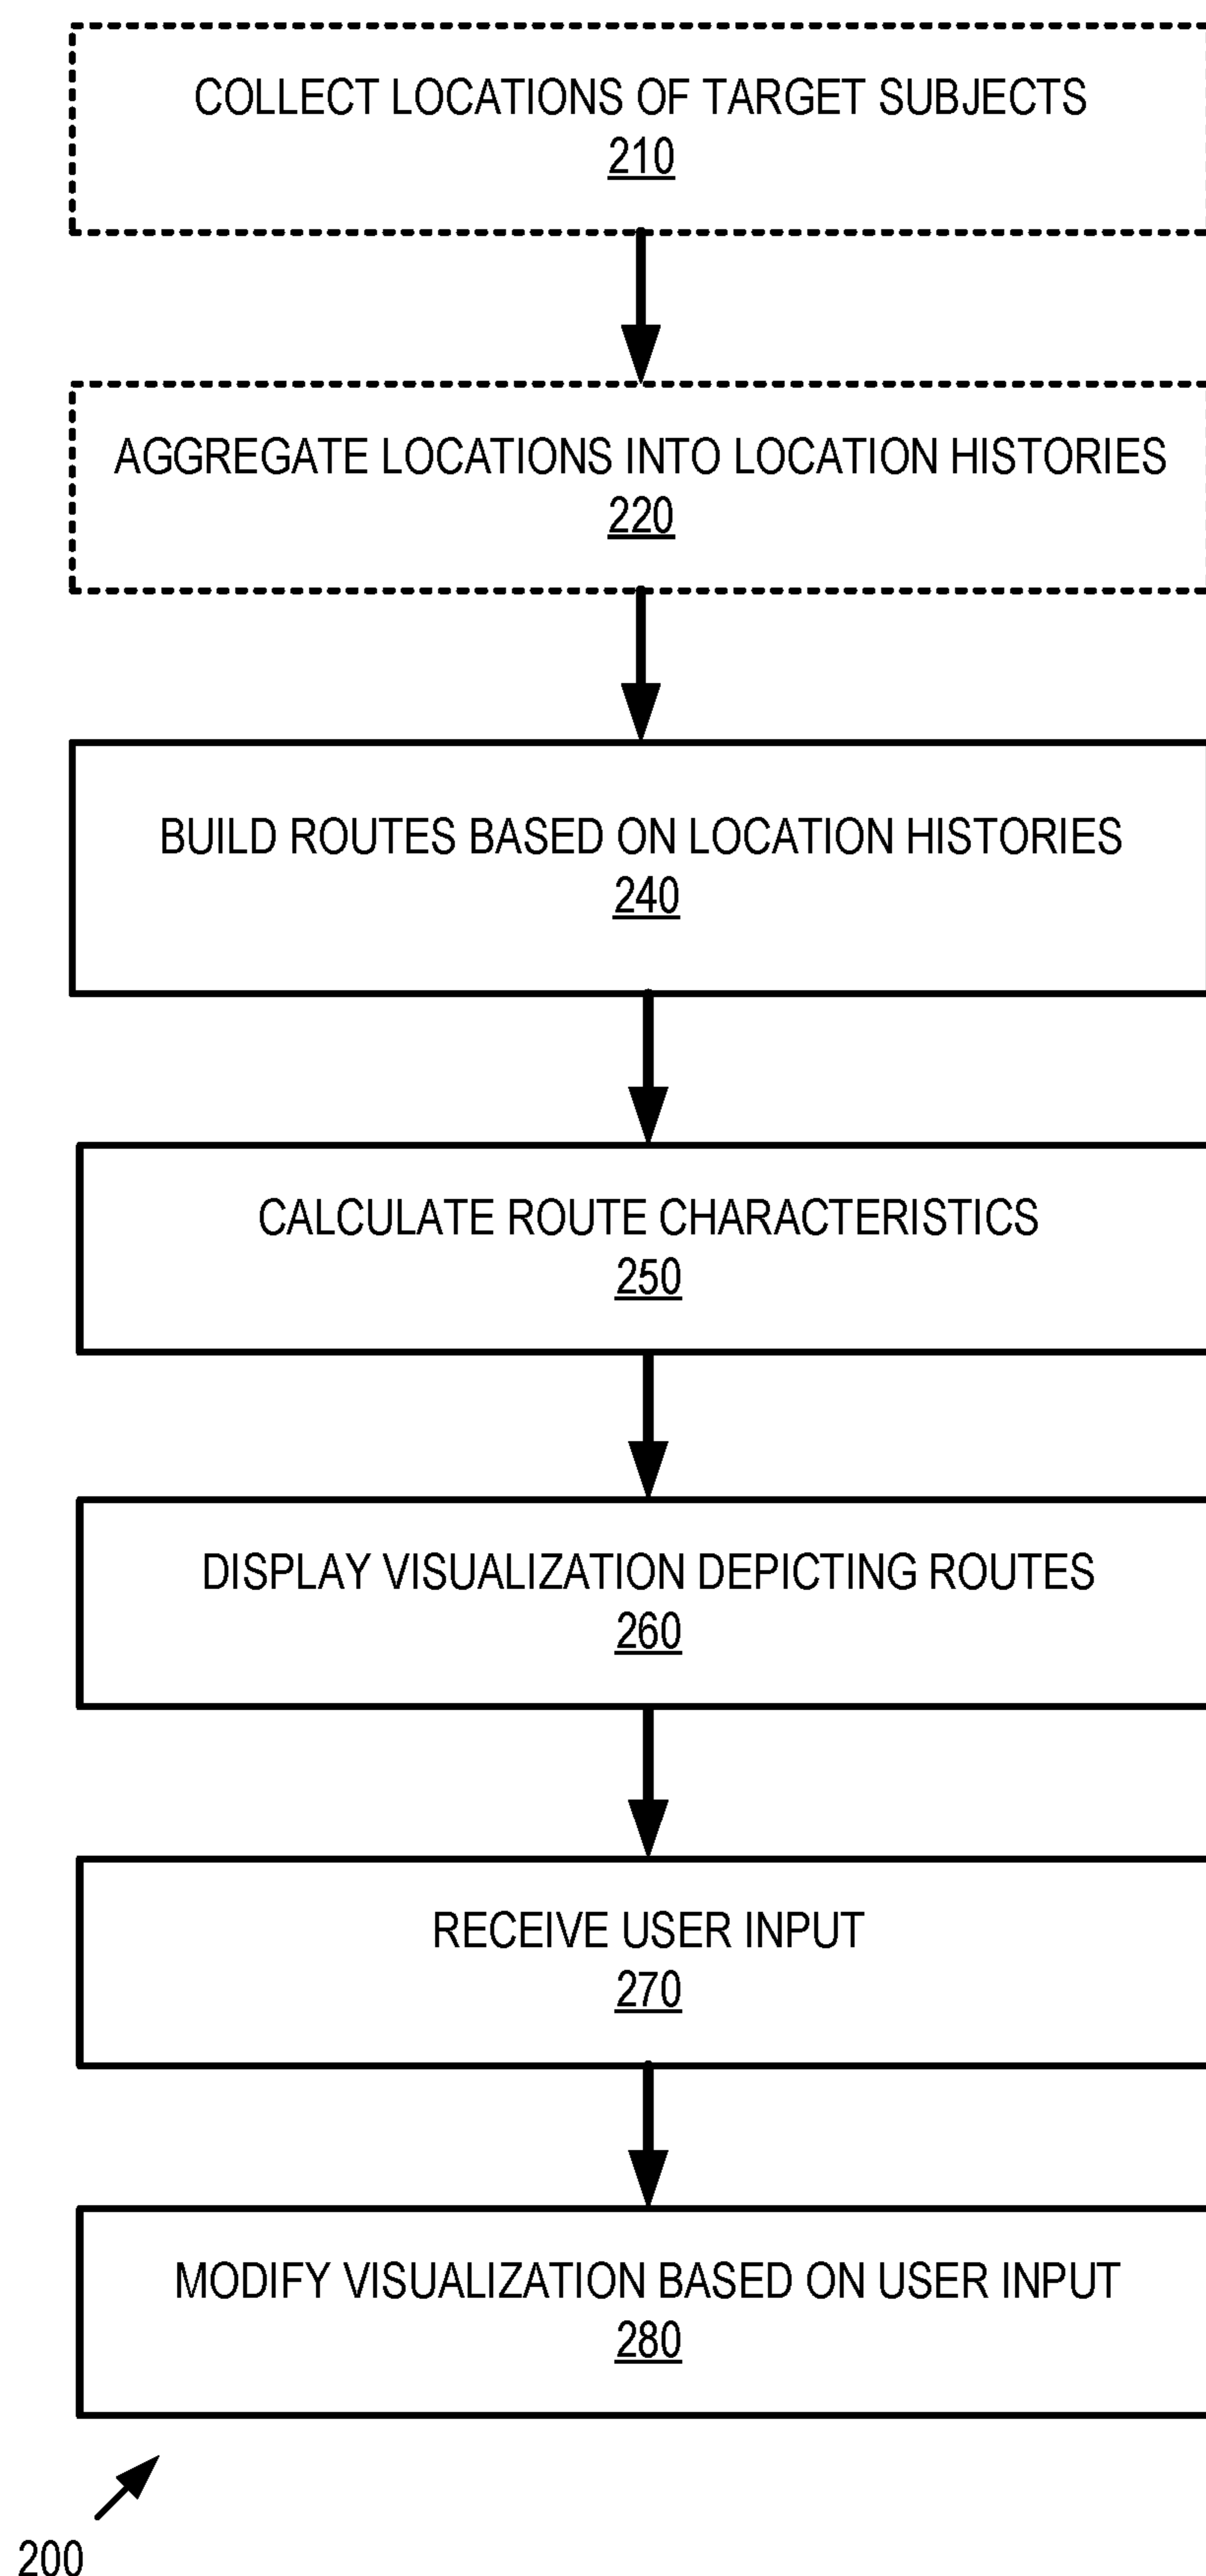 COLLECT LOCATIONS OF TARGET SUBJECTS
210
AGGREGATE LOCATIONS INTO LOCATION HISTORIES
220
BUILD ROUTES BASED ON LOCATION HISTORIES
240
CALCULATE ROUTE CHARACTERISTICS
250
DISPLAY VISUALIZATION DEPICTING ROUTES
260
RECEIVE USER INPUT
270
MODIFY VISUALIZATION BASED ON USER INPUT
280
200